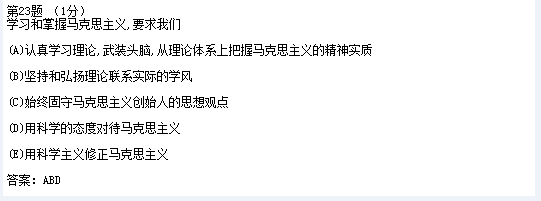 第23题 （1分）
学习和掌握马克思主义,要求我们
(A)认真学习理论,武装头脑,从理论体系上把握马克思主义的精神实质
(B)坚持和弘扬理论联系实际的学风
(C)始终固守马克思主义创始人的思想观点
(D)用科学的态度对待马克思主义
(E)用科学主义修正马克思主义
答案：ABD